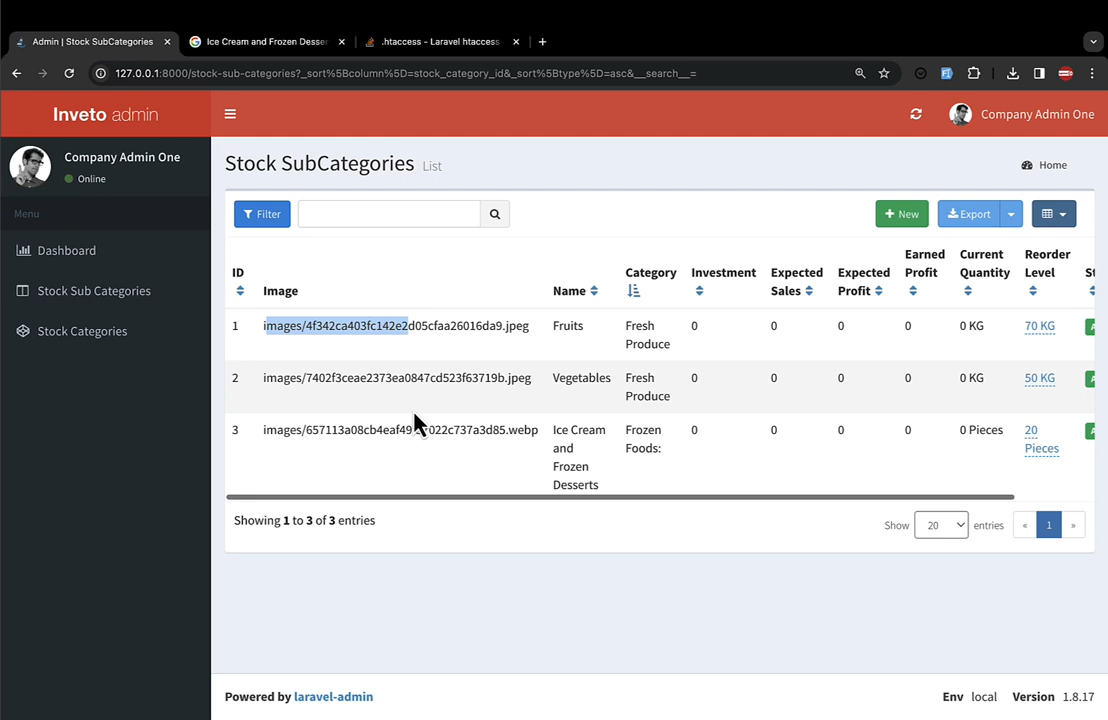 Admin | Stock SubCategories
Ice Cream and Frozen Desser
.htaccess - Laravel htaccess
127.0.0.1:8000/stock-sub-categories?_sort%5Bcolumn%5D=stock_category_id&_sort%5Btype%5D=asc&__search__=
Inveto admin
Company Admin One
Company Admin One
Online
Menu
Dashboard
Stock Sub Categories
Stock Categories
Stock SubCategories List
Home
Filter
New
Export
ID Image Name Category Investment Expected Sales Expected Profit Earned Profit Current Quantity Reorder Level St
1 images/4f342ca403fc142e2d05cfaa26016da9.jpeg Fruits Fresh Produce 0 0 0 0 0 KG 70 KG A
2 images/7402f3ceae2373ea0847cd523f63719b.jpeg Vegetables Fresh Produce 0 0 0 0 0 KG 50 KG A
3 Ice Cream and Frozen Desserts Frozen Foods: 0 0 0 0 0 Pieces 20 Pieces A
Showing 1 to 3 of 3 entries
Show 20 entries « 1 »
Powered by laravel-admin
Env local Version 1.8.17